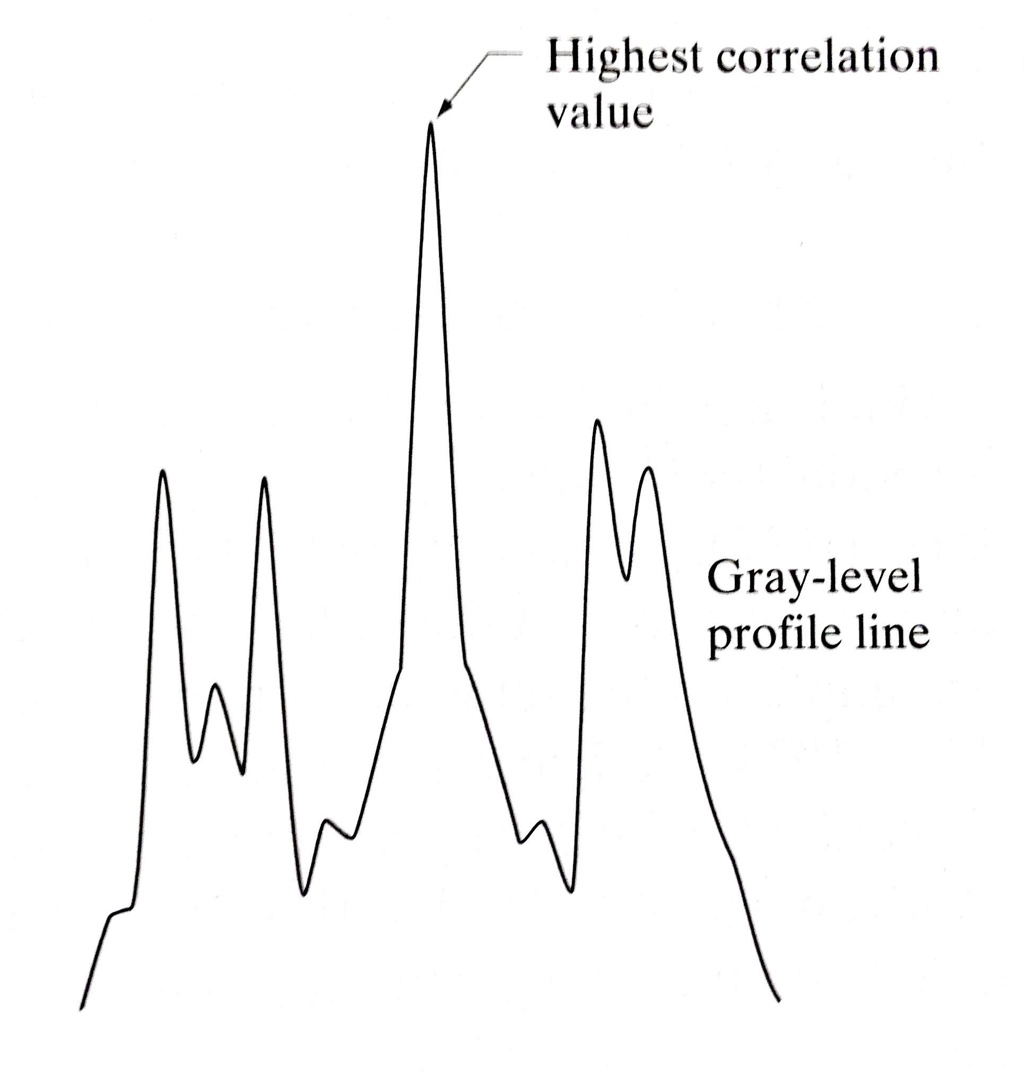 Highest correlation
value
Gray-level
profile line